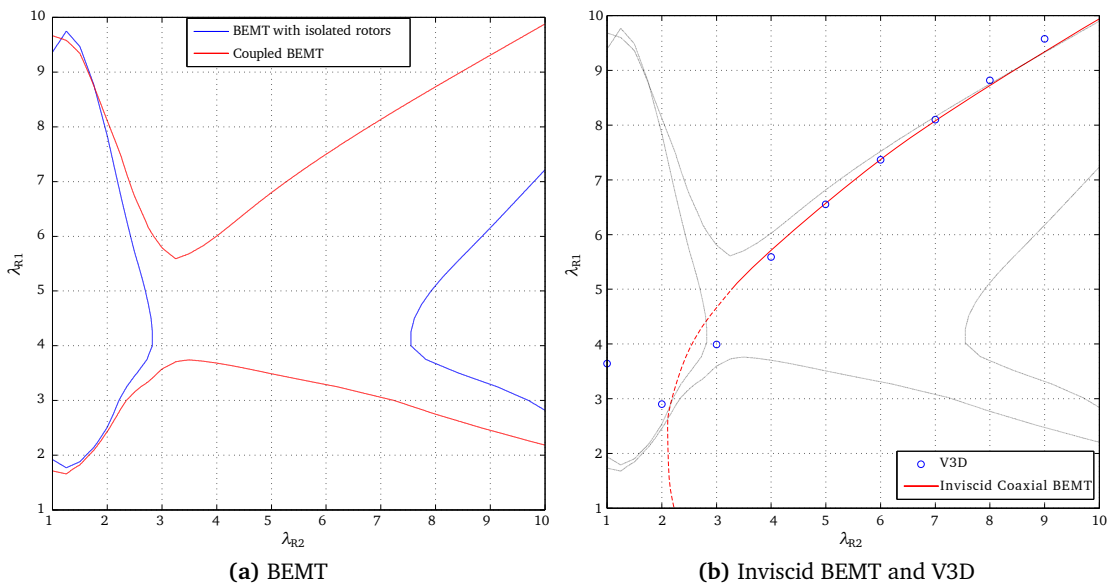 BEMT with isolated rotors
Coupled BEMT
10
9
8
7
6
5
4
3
2
1
λR1
1 2 3 4 5 6 7 8 9 10
λR2
(a) BEMT
10
9
8
7
6
5
4
3
2
1
λR1
V3D
Inviscid Coaxial BEMT
1 2 3 4 5 6 7 8 9 10
λR2
(b) Inviscid BEMT and V3D